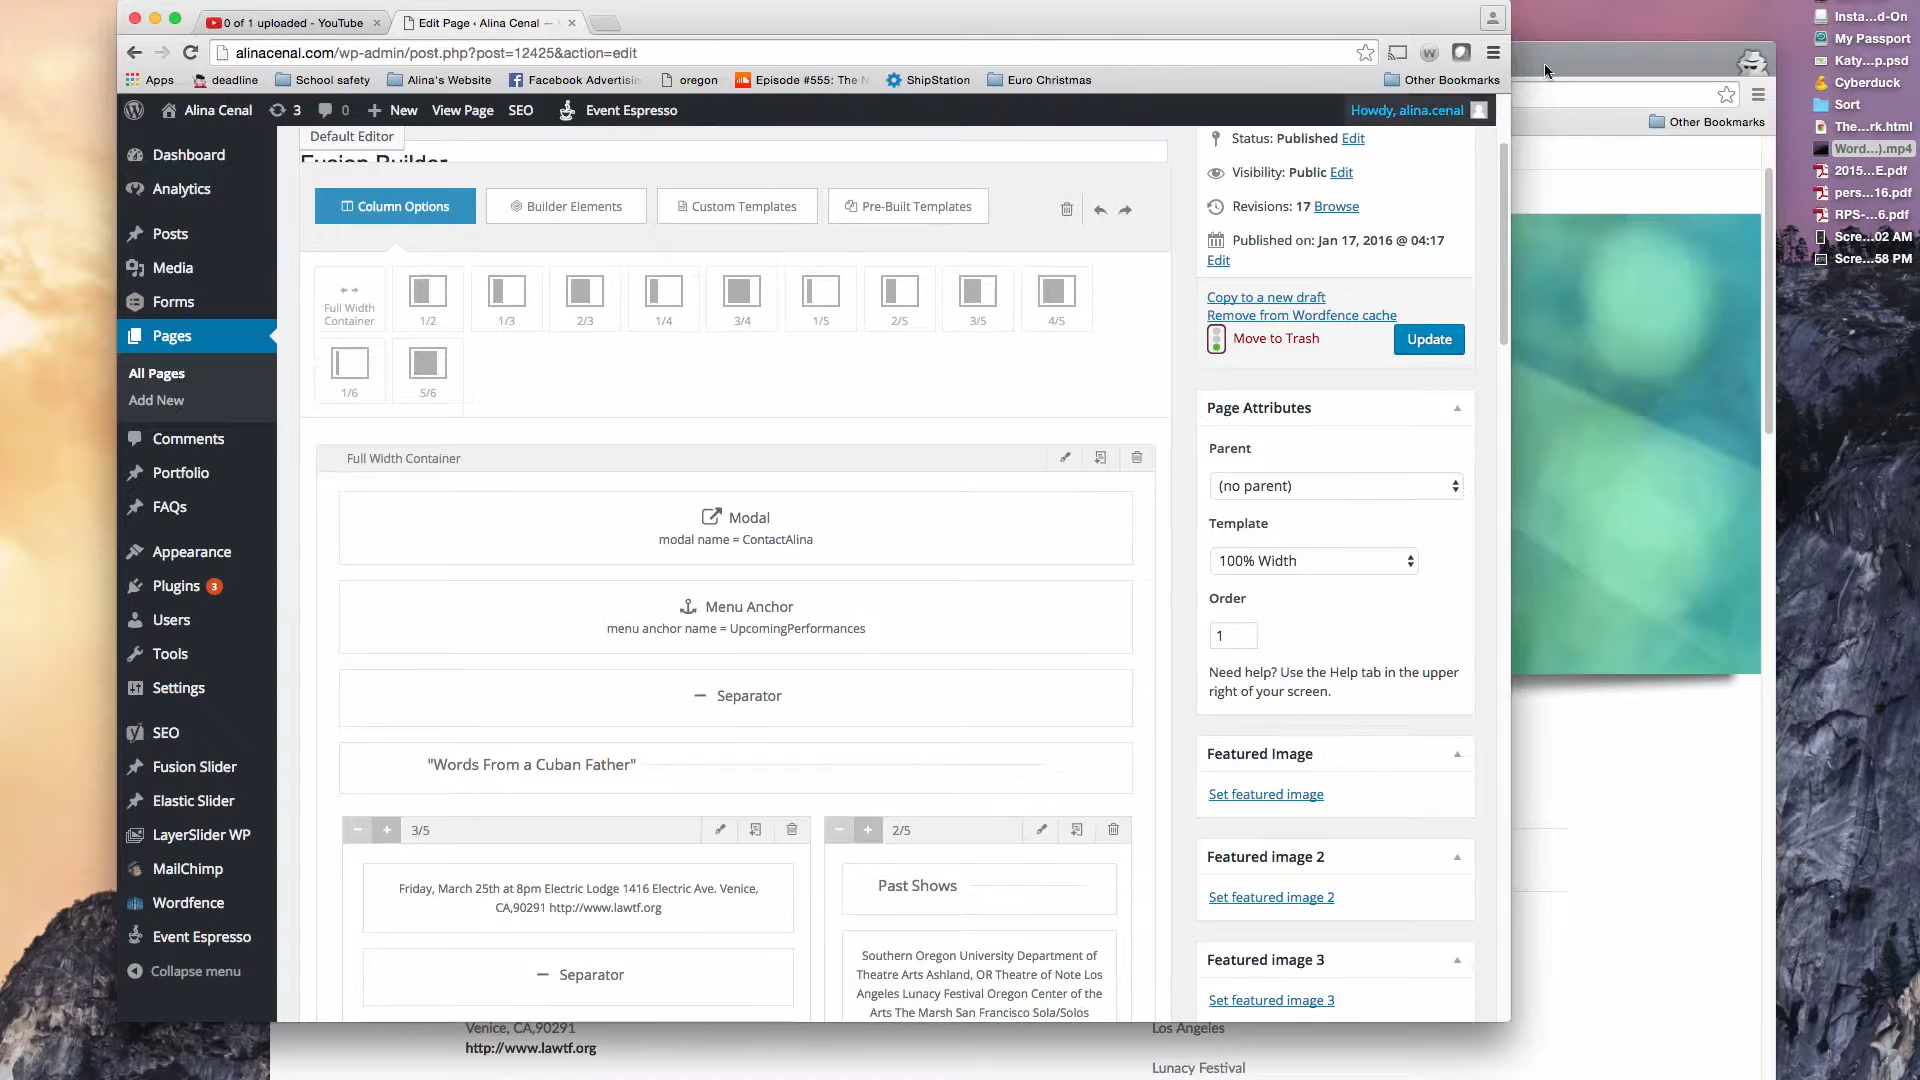 0 of 1 uploaded - YouTube
Edit Page ‹ Alina Cenal —
alinacenal.com/wp-admin/post.php?post=12425&action=edit
Apps
deadline
School safety
Alina's Website
Facebook Advertising
oregon
Episode #555: The N
ShipStation
Euro Christmas
Other Bookmarks
Alina Cenal
3
0
New
View Page
SEO
Event Espresso
Howdy, alina.cenal
Dashboard
Analytics
Posts
Media
Forms
Pages
All Pages
Add New
Comments
Portfolio
FAQs
Appearance
Plugins 3
Users
Tools
Settings
SEO
Fusion Slider
Elastic Slider
LayerSlider WP
MailChimp
Wordfence
Event Espresso
Collapse menu
Default Editor
Fusion Builder
Column Options
Builder Elements
Custom Templates
Pre-Built Templates
Full Width Container
1/2
1/3
2/3
1/4
3/4
1/5
2/5
3/5
4/5
1/6
5/6
Full Width Container
Modal
modal name = ContactAlina
Menu Anchor
menu anchor name = UpcomingPerformances
Separator
"Words From a Cuban Father"
3/5
Friday, March 25th at 8pm Electric Lodge 1416 Electric Ave. Venice,
CA,90291 http://www.lawtf.org
Separator
2/5
Past Shows
Southern Oregon University Department of
Theatre Arts Ashland, OR Theatre of Note Los
Angeles Lunacy Festival Oregon Center of the
Arts The Marsh San Francisco Sola/Solos
Status: Published Edit
Visibility: Public Edit
Revisions: 17 Browse
Published on: Jan 17, 2016 @ 04:17
Edit
Copy to a new draft
Remove from Wordfence cache
Move to Trash
Update
Page Attributes
Parent
(no parent)
Template
100% Width
Order
1
Need help? Use the Help tab in the upper
right of your screen.
Featured Image
Set featured image
Featured image 2
Set featured image 2
Featured image 3
Set featured image 3
Other Bookmarks
Venice, CA,90291
http://www.lawtf.org
Los Angeles
Lunacy Festival
Insta...d-On
My Passport
Katy...p.psd
Cyberduck
Sort
The...rk.html
Word...).mp4
2015...E.pdf
pers...16.pdf
RPS-...6.pdf
Scre...02 AM
Scre...58 PM